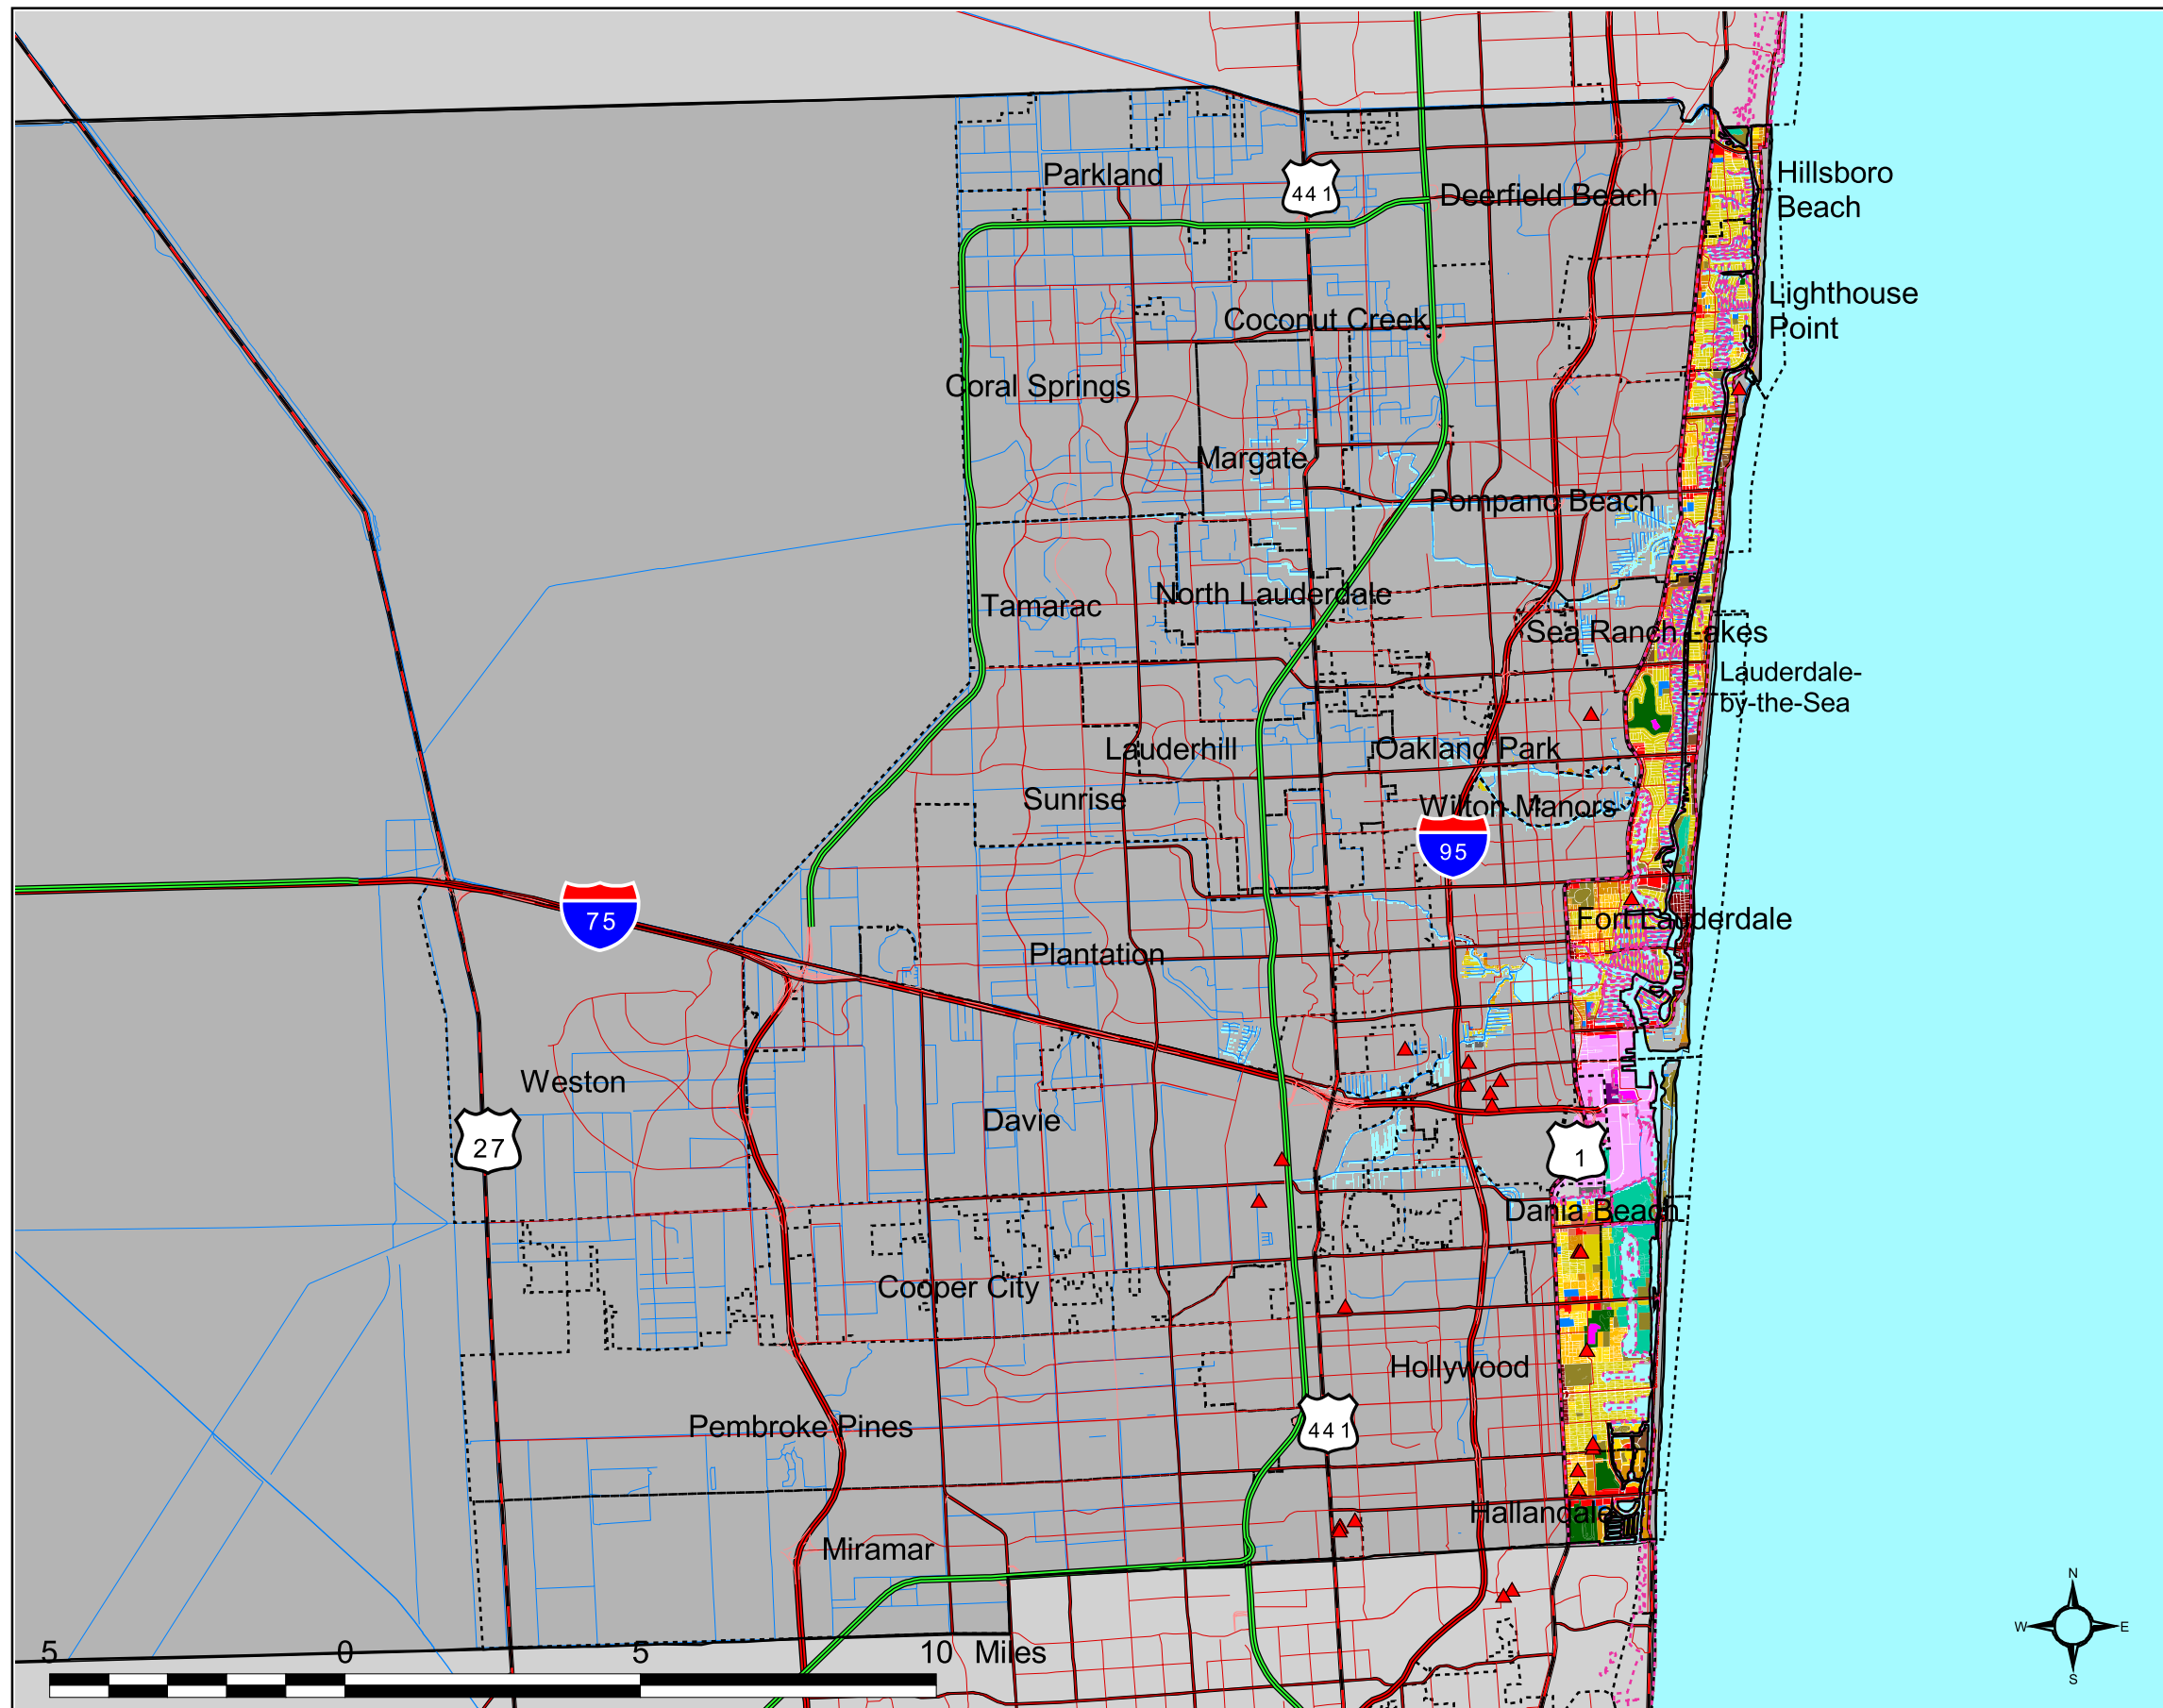 Parkland
441
Deerfield Beach
Hillsboro
Beach
Lighthouse
Point
Coconut Creek
Coral Springs
Margate
Pompano Beach
Tamarac
North Lauderdale
Sea Ranch Lakes
Lauderdale-
by-the-Sea
Lauderhill
Oakland Park
Sunrise
Wilton Manors
95
75
Fort Lauderdale
Plantation
Weston
Davie
27
1
Dania Beach
Cooper City
Hollywood
Pembroke Pines
441
Hallandale
Miramar
N
W E
S
5 0 5 10 Miles